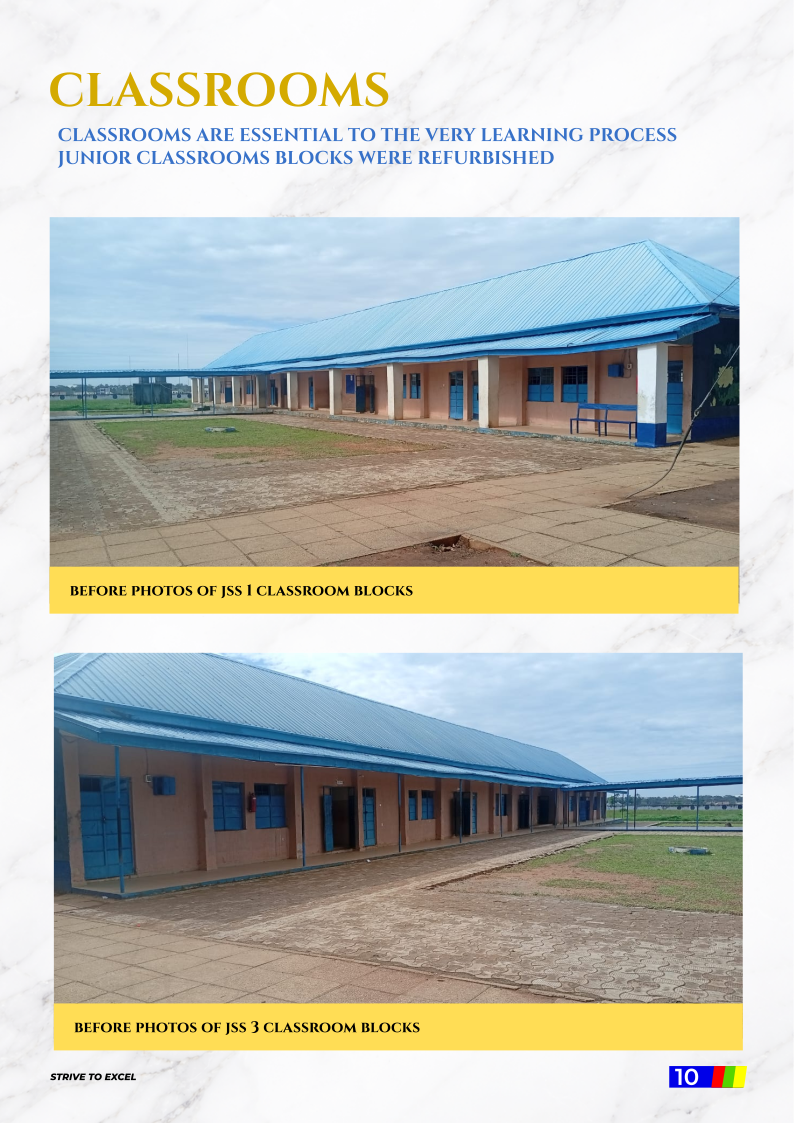 CLASSROOMS
CLASSROOMS ARE ESSENTIAL TO THE VERY LEARNING PROCESS
JUNIOR CLASSROOMS BLOCKS WERE REFURBISHED
BEFORE PHOTOS OF JSS 1 CLASSROOM BLOCKS
BEFORE PHOTOS OF JSS 3 CLASSROOM BLOCKS
STRIVE TO EXCEL
10